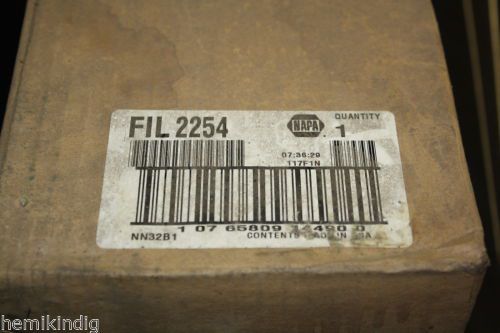 FIL 2254
NAPA
QUANTITY
1
07:36:29
117F1N
1 07 65809 14490 0
NN32B1
CONTENTS MADE IN USA
hemikindig
hemikindig